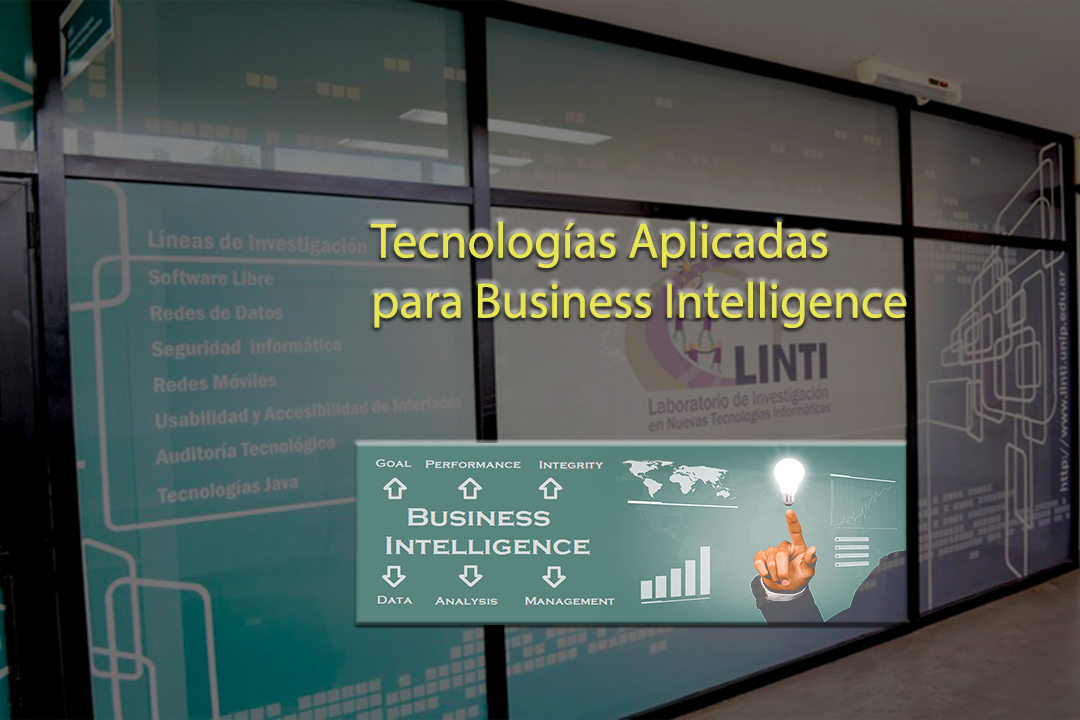 Tecnologías Aplicadas
para Business Intelligence
Líneas de Investigación
Software Libre
Redes de Datos
Seguridad Informática
Redes Móviles
Usabilidad y Accesibilidad de Interfaces
Auditoría Tecnológica
Tecnologías Java
LINTI
Laboratorio de Investigación
en Nuevas Tecnologías Informáticas
http://www.linti.unlp.edu.ar
GOAL PERFORMANCE INTEGRITY
BUSINESS
INTELLIGENCE
DATA ANALYSIS MANAGEMENT